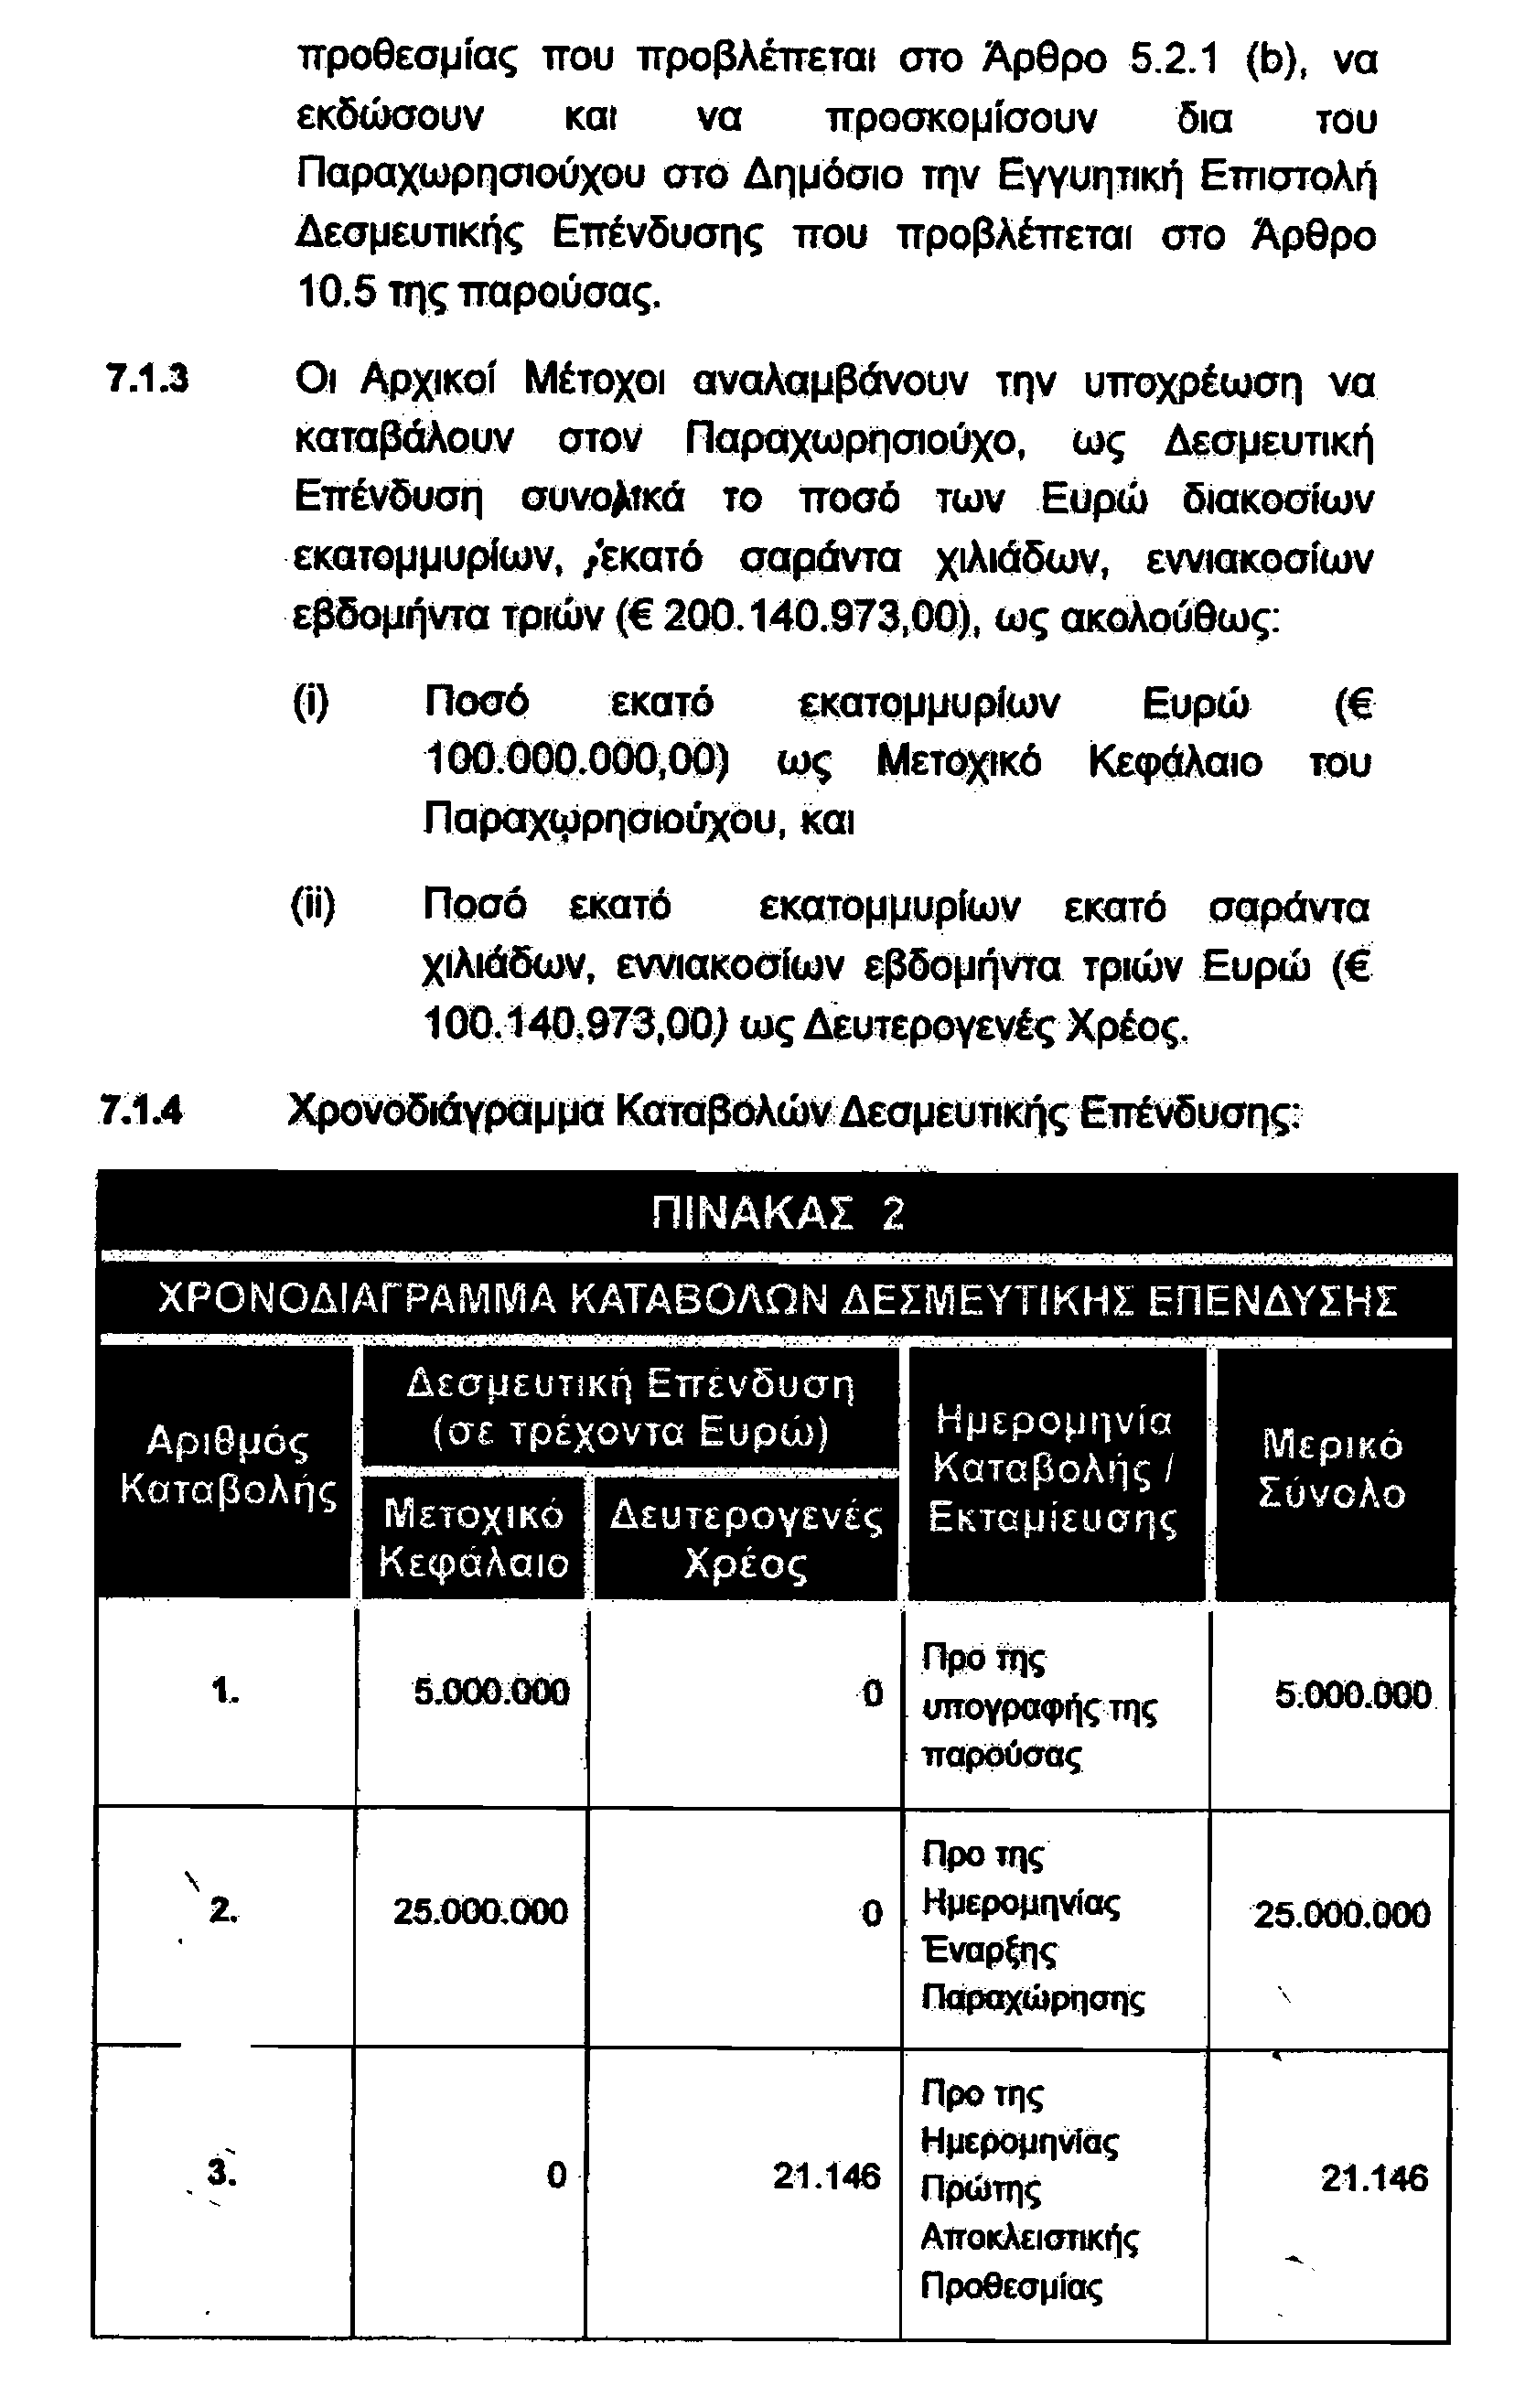 προθεσμίας που προβλέπεται στο Άρθρο 5.2.1 (b), να
εκδώσουν και να προσκομίσουν δια του
Παραχωρησιούχου στο Δημόσιο την Εγγυητική Επιστολή
Δεσμευτικής Επένδυσης που προβλέπεται στο Άρθρο
10.5 της παρούσας.
7.1.3 Οι Αρχικοί Μέτοχοι αναλαμβάνουν την υποχρέωση να
καταβάλουν στον Παραχωρησιούχο, ως Δεσμευτική
Επένδυση συνολικά το ποσό των Ευρώ διακοσίων
εκατομμυρίων, εκατό σαράντα χιλιάδων, εννιακοσίων
εβδομήντα τριών (€ 200.140.973,00), ως ακολούθως:
(i) Ποσό εκατό εκατομμυρίων Ευρώ (€
100.000.000,00) ως Μετοχικό Κεφάλαιο του
Παραχωρησιούχου, και
(ii) Ποσό εκατό εκατομμυρίων εκατό σαράντα
χιλιάδων, εννιακοσίων εβδομήντα τριών Ευρώ (€
100.140.973,00) ως Δευτερογενές Χρέος.
7.1.4 Χρονοδιάγραμμα Καταβολών Δεσμευτικής Επένδυσης:
ΠΙΝΑΚΑΣ 2
ΧΡΟΝΟΔΙΑΓΡΑΜΜΑ ΚΑΤΑΒΟΛΩΝ ΔΕΣΜΕΥΤΙΚΗΣ ΕΠΕΝΔΥΣΗΣ
Αριθμός
Καταβολής
Δεσμευτική Επένδυση
(σε τρέχοντα Ευρώ)
Μετοχικό
Κεφάλαιο
Δευτερογενές
Χρέος
Ημερομηνία
Καταβολής /
Εκταμίευσης
Μερικό
Σύνολο
1. 5.000.000 0
Προ της
υπογραφής της
παρούσας
5.000.000
2. 25.000.000 0
Προ της
Ημερομηνίας
Έναρξης
Παραχώρησης
25.000.000
3. 0 21.146
Προ της
Ημερομηνίας
Πρώτης
Αποκλειστικής
Προθεσμίας
21.146